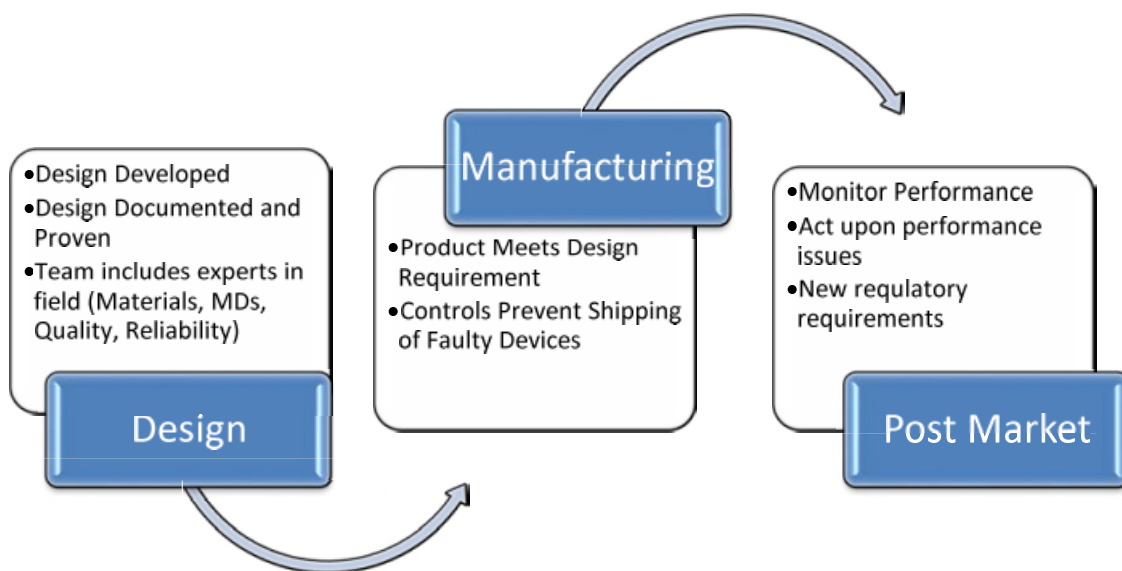 •Design Developed
•Design Documented and
Proven
•Team includes experts in
field (Materials, MDs,
Quality, Reliability)
Design
Manufacturing
•Product Meets Design
Requirement
•Controls Prevent Shipping
of Faulty Devices
•Monitor Performance
•Act upon performance
issues
•New requlatory
requirements
Post Market